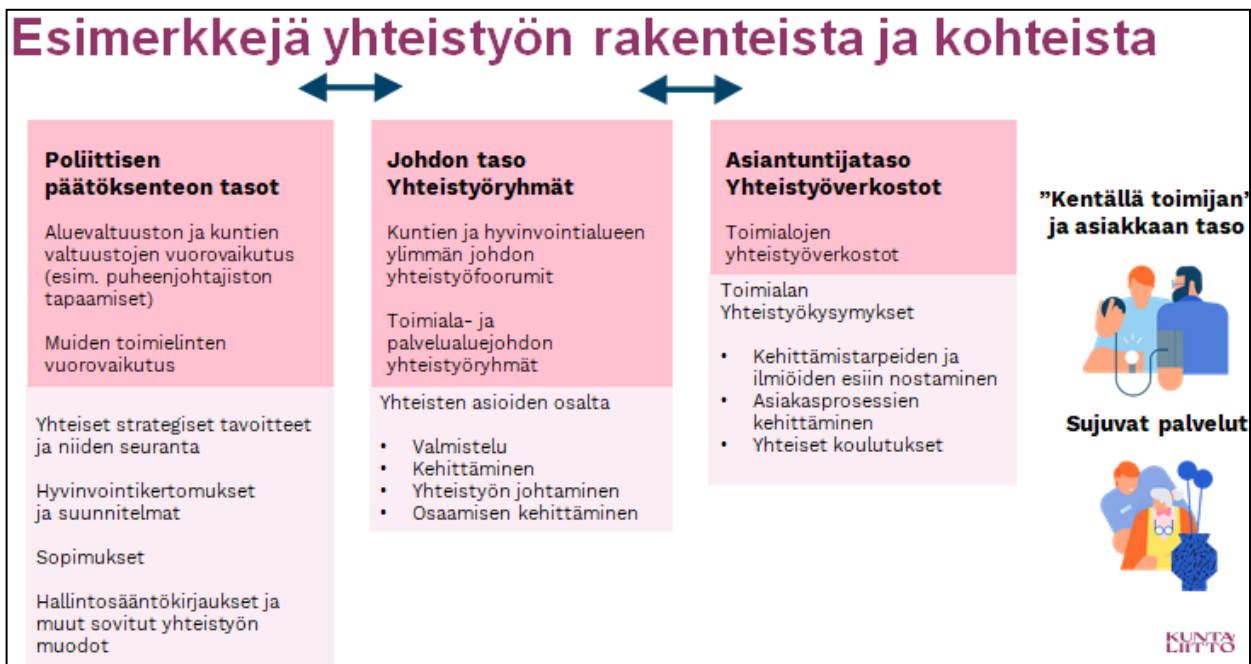 Esimerkkejä yhteistyön rakenteista ja kohteista
Poliittisen
päätöksenteon tasot
Aluevaltuuston ja kuntien
valtuustojen vuorovaikutus
(esim. puheenjohtajiston
tapaamiset)
Muiden toimielinten
vuorovaikutus
Yhteiset strategiset tavoitteet
ja niiden seuranta
Hyvinvointikertomukset
ja suunnitelmat
Sopimukset
Hallintosääntökirjaukset ja
muut sovitut yhteistyön
muodot
Johdon taso
Yhteistyöryhmät
Kuntien ja hyvinvointialueen
ylimmän johdon
yhteistyöfoorumit
Toimiala- ja
palvelualuejohdon
yhteistyöryhmät
Yhteisten asioiden osalta
• Valmistelu
• Kehittäminen
• Yhteistyön johtaminen
• Osaamisen kehittäminen
Asiantuntijataso
Yhteistyöverkostot
Toimialojen
yhteistyöverkostot
Toimialan
Yhteistyökysymykset
• Kehittämistarpeiden ja
ilmiöiden esiin nostaminen
• Asiakasprosessien
kehittäminen
• Yhteiset koulutukset
”Kentällä toimijan”
ja asiakkaan taso
Sujuvat palvelut
KUNTA
LIITTO